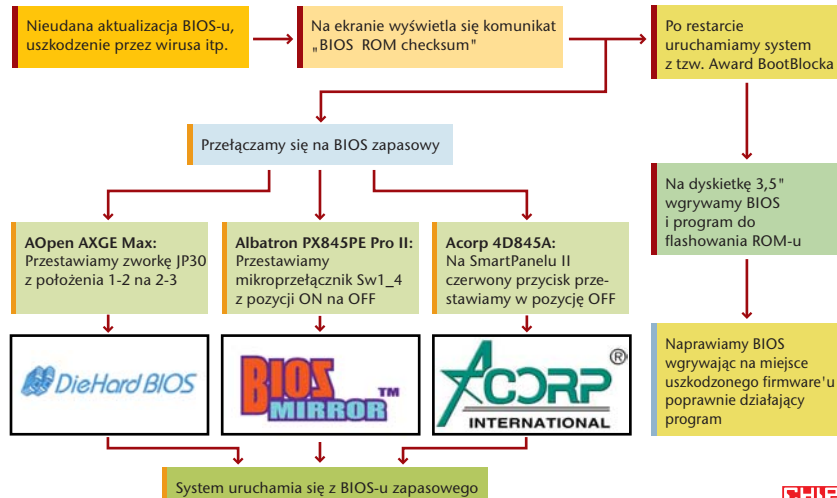 Nieudana aktualizacja BIOS-u,
uszkodzenie przez wirusa itp.
Na ekranie wyświetla się komunikat
„BIOS ROM checksum"
Po restarcie
uruchamiamy system
z tzw. Award BootBlocka
Przełączamy się na BIOS zapasowy
Na dyskietkę 3,5"
wgrywamy BIOS
i program do
flashowania ROM-u
AOpen AXGE Max:
Przestawiamy zworkę JP30
z położenia 1-2 na 2-3
Albatron PX845PE Pro II:
Przestawiamy
mikroprzełącznik Sw1_4
z pozycji ON na OFF
Acorp 4D845A:
Na SmartPanelu II
czerwony przycisk prze-
stawiamy w pozycję OFF
DieHard BIOS
BIOS
MIRROR™
ACORP®
INTERNATIONAL
Naprawiamy BIOS
wgrywając na miejsce
uszkodzonego firmware'u
poprawnie działający
program
System uruchamia się z BIOS-u zapasowego
CHIP